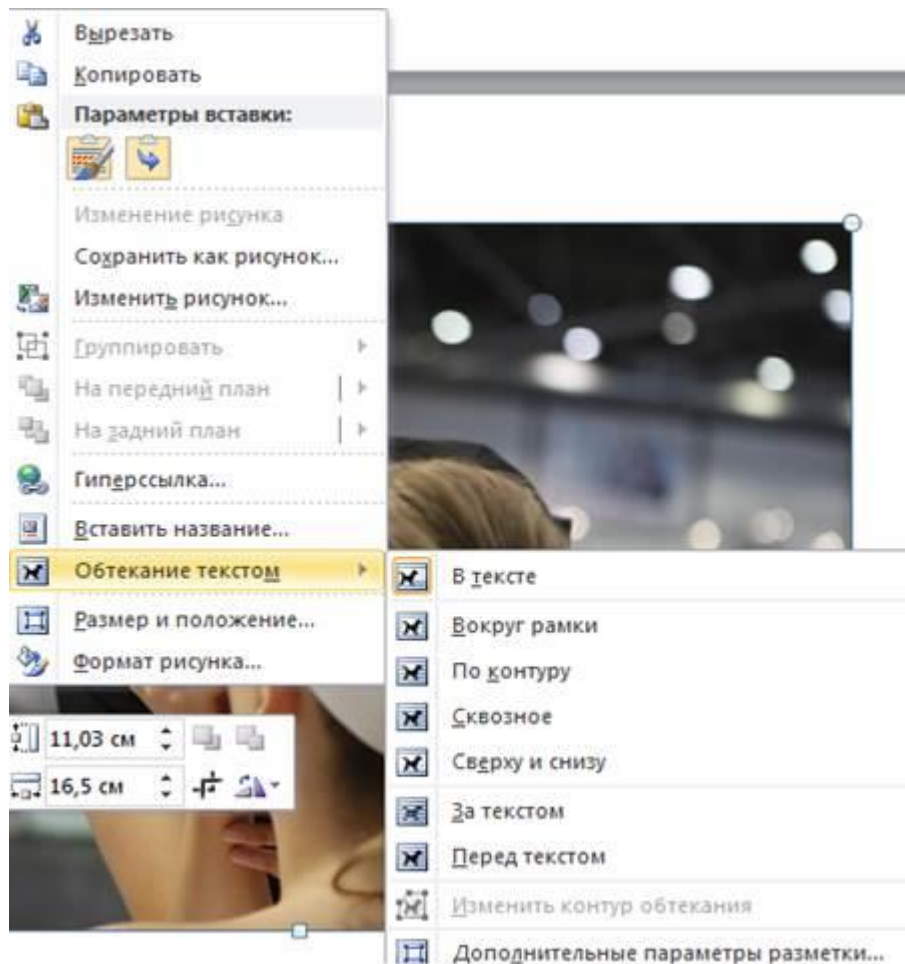 Вырезать
Копировать
Параметры вставки:
Изменение рисунка
Сохранить как рисунок...
Изменить рисунок...
Группировать
На передний план
На задний план
Гиперссылка...
Вставить название...
Обтекание текстом
Размер и положение...
Формат рисунка...
11,03 см
16,5 см
В тексте
Вокруг рамки
По контуру
Сквозное
Сверху и снизу
За текстом
Перед текстом
Изменить контур обтекания
Дополнительные параметры разметки...